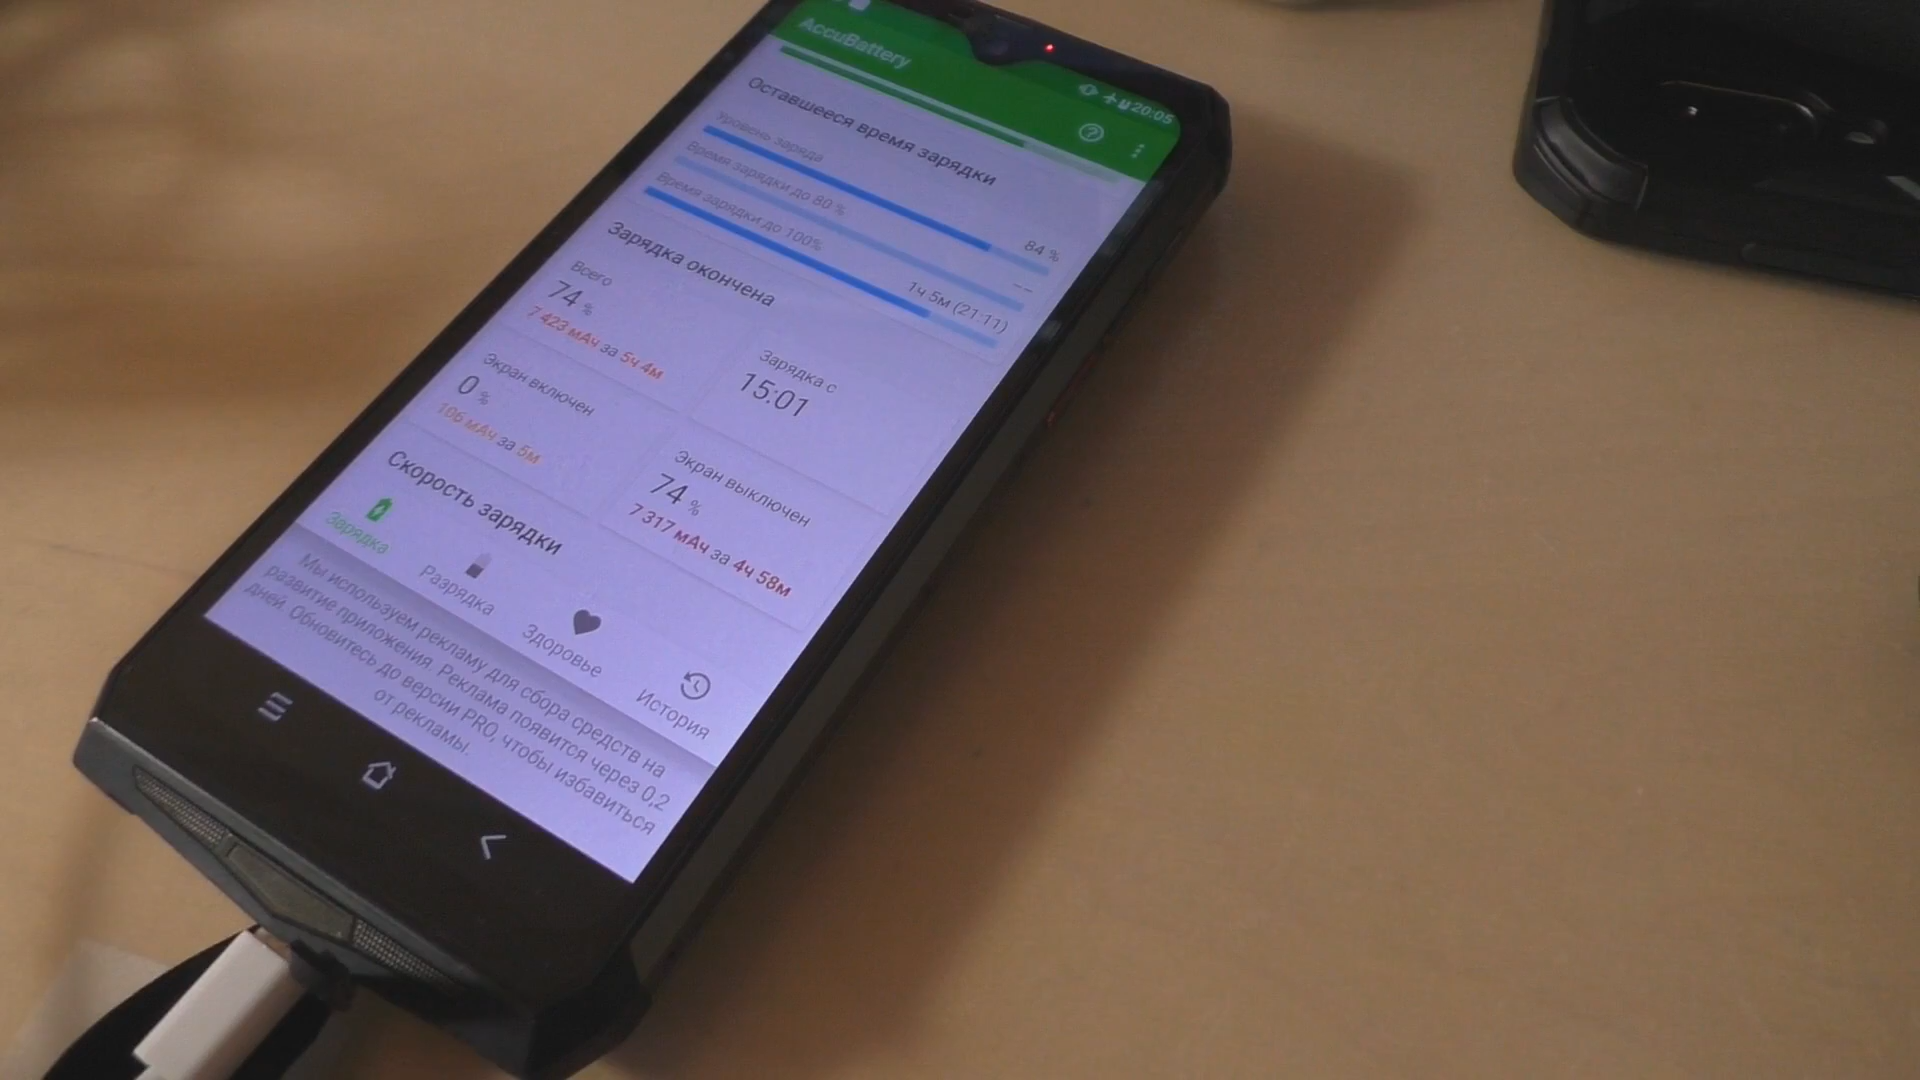 AccuBattery
20:05
Оставшееся время зарядки
Уровень заряда
84 %
Время зарядки до 80 %
--
Время зарядки до 100%
1ч 5м (21:11)
Зарядка окончена
Всего
74 %
7 423 мАч за 5ч 4м
Зарядка с
15:01
Экран включен
0 %
106 мАч за 5м
Экран выключен
74 %
7 317 мАч за 4ч 58м
Скорость зарядки
Зарядка
Разрядка
Здоровье
История
Мы используем рекламу для сбора средств на
развитие приложения. Реклама появится через 0,2
дней. Обновитесь до версии PRO, чтобы избавиться
от рекламы.